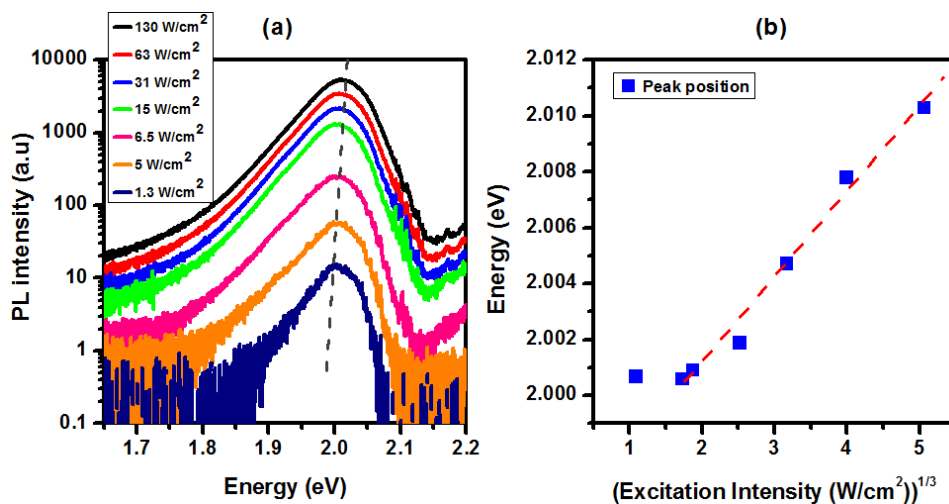 (a)
130 W/cm²
63 W/cm²
31 W/cm²
15 W/cm²
6.5 W/cm²
5 W/cm²
1.3 W/cm²
PL intensity (a.u)
10000
1000
100
10
1
0.1
1.7 1.8 1.9 2.0 2.1 2.2
Energy (eV)
(b)
Peak position
Energy (eV)
2.012
2.010
2.008
2.006
2.004
2.002
2.000
1 2 3 4 5
(Excitation Intensity (W/cm²))¹/³